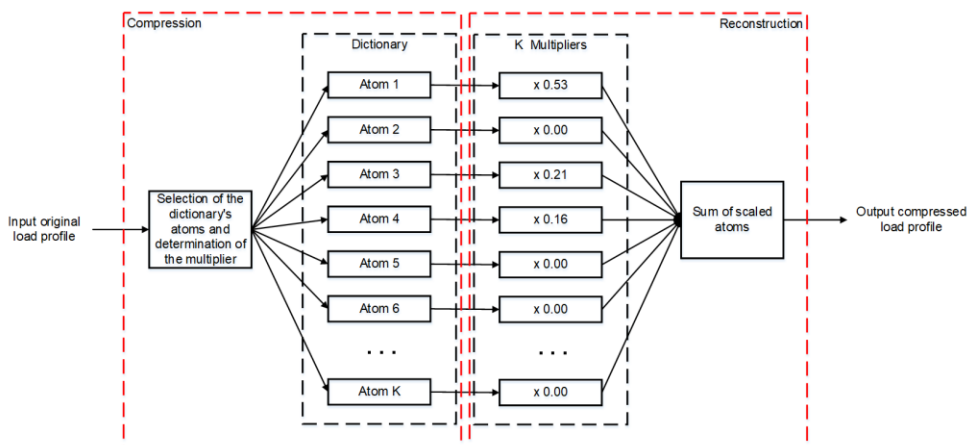 Compression
Reconstruction
Dictionary
K Multipliers
Atom 1
x 0.53
Atom 2
x 0.00
Atom 3
x 0.21
Atom 4
x 0.16
Atom 5
x 0.00
Atom 6
x 0.00
. . .
. . .
Atom K
x 0.00
Input original
load profile
Selection of the
dictionary's
atoms and
determination of
the multiplier
Sum of scaled
atoms
Output compressed
load profile